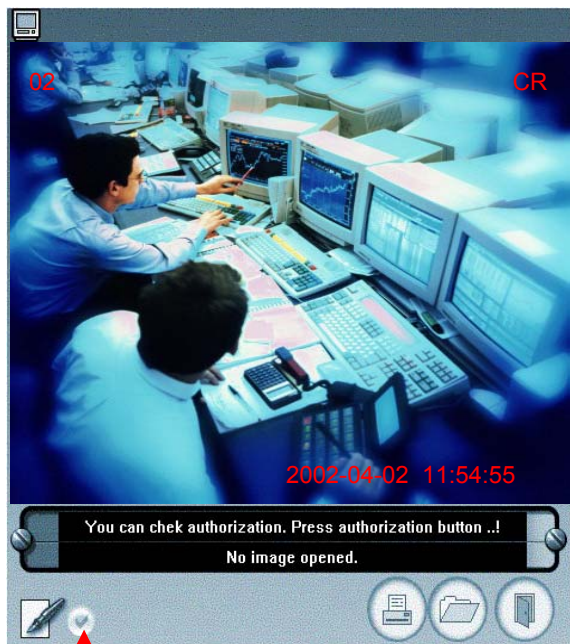 02 CR
2002-04-02 11:54:55
You can chek authorization. Press authorization button ..!
No image opened.